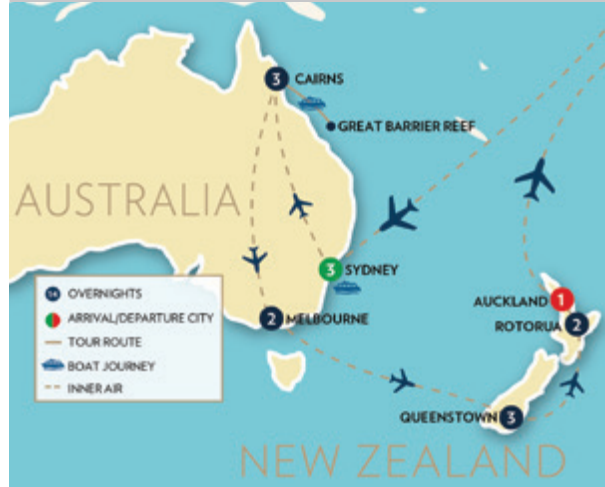 3 CAIRNS
GREAT BARRIER REEF
AUSTRALIA
3 SYDNEY
2 MELBOURNE
AUCKLAND 1
ROTORUA 2
QUEENSTOWN 3
NEW ZEALAND
OVERNIGHTS
ARRIVAL/DEPARTURE CITY
TOUR ROUTE
BOAT JOURNEY
INNER AIR